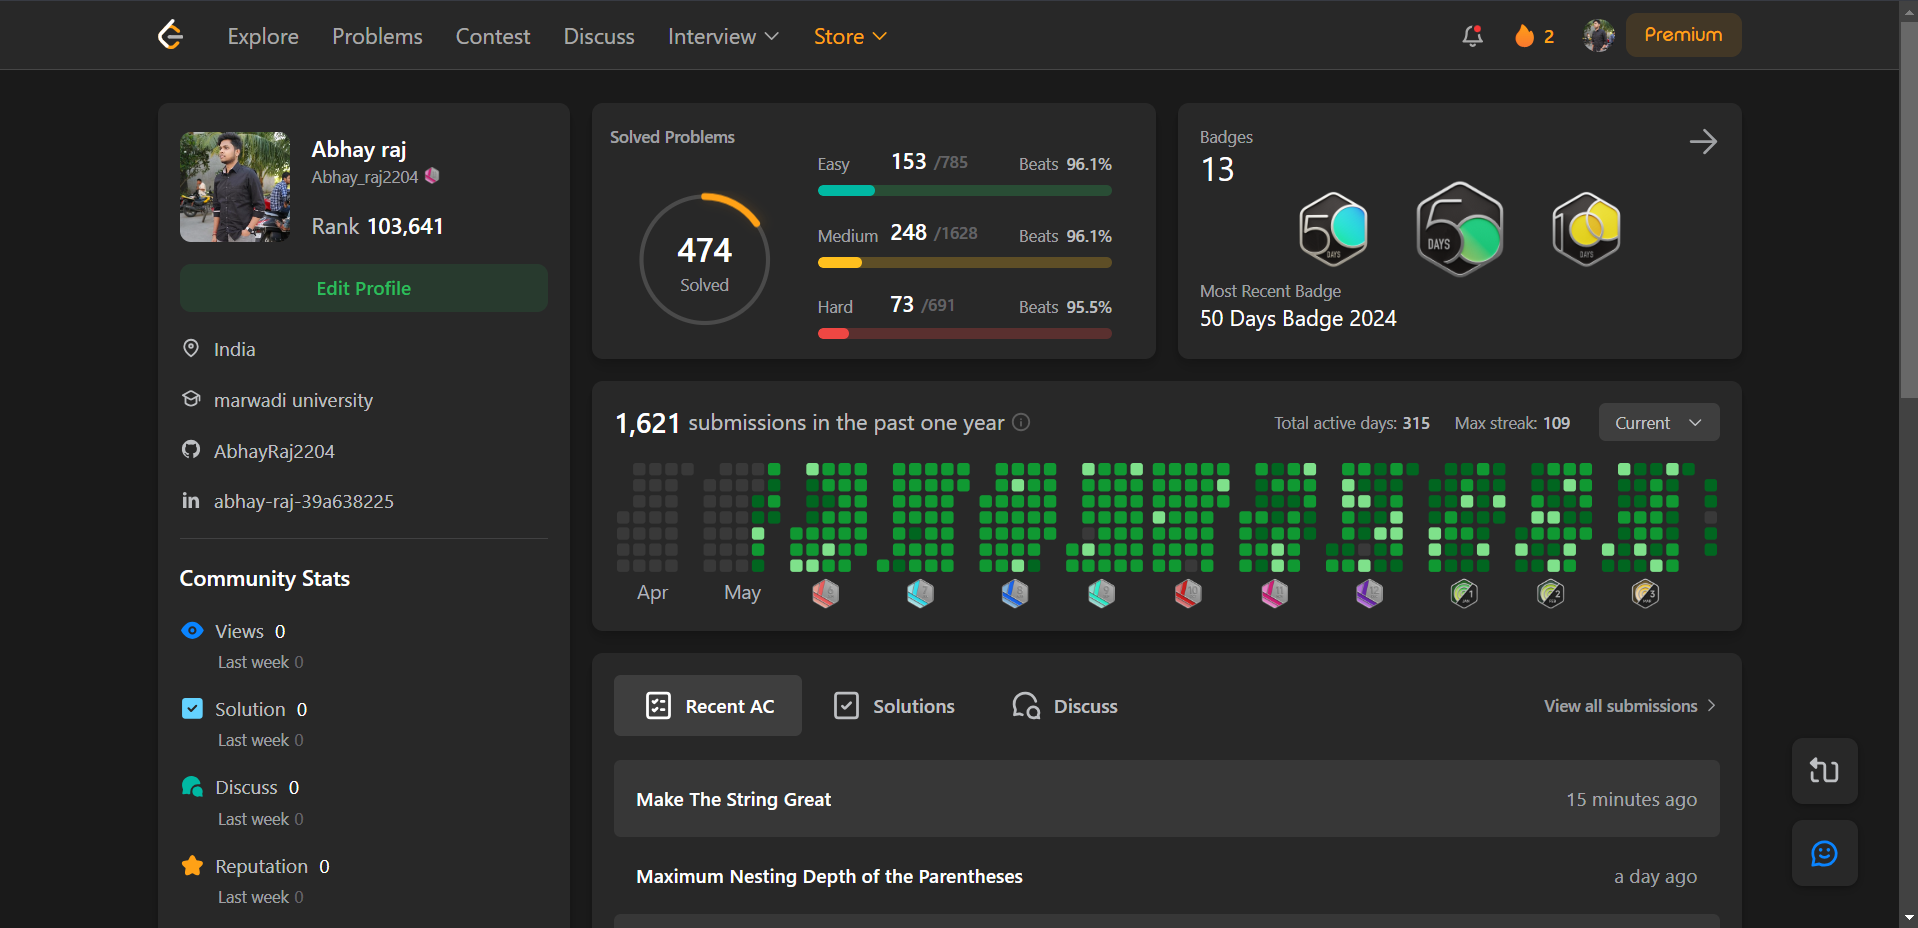 Explore Problems Contest Discuss Interview Store 2 Premium
Abhay raj
Abhay_raj2204
Rank 103,641
Edit Profile
India
marwadi university
AbhayRaj2204
abhay-raj-39a638225
Community Stats
Views 0
Last week 0
Solution 0
Last week 0
Discuss 0
Last week 0
Reputation 0
Last week 0
Solved Problems
474
Solved
Easy 153 /785 Beats 96.1%
Medium 248 /1628 Beats 96.1%
Hard 73 /691 Beats 95.5%
Badges
13
50 DAYS
50 DAYS
100 DAYS
Most Recent Badge
50 Days Badge 2024
1,621 submissions in the past one year Total active days: 315 Max streak: 109 Current
Apr May
Recent AC Solutions Discuss View all submissions
Make The String Great 15 minutes ago
Maximum Nesting Depth of the Parentheses a day ago